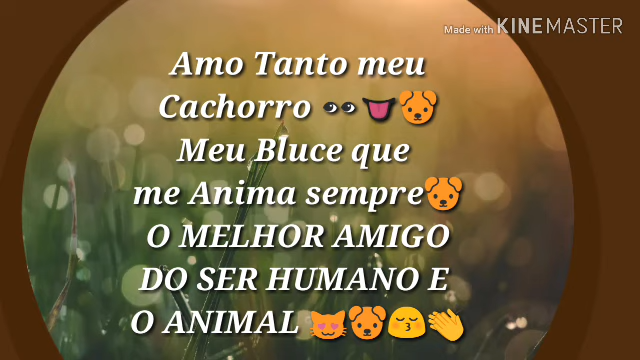 Made with KINEMASTER
Amo Tanto meu
Cachorro 👀👅🐶
Meu Bluce que
me Anima sempre🐶
O MELHOR AMIGO
DO SER HUMANO E
O ANIMAL 😻🐶😚👏